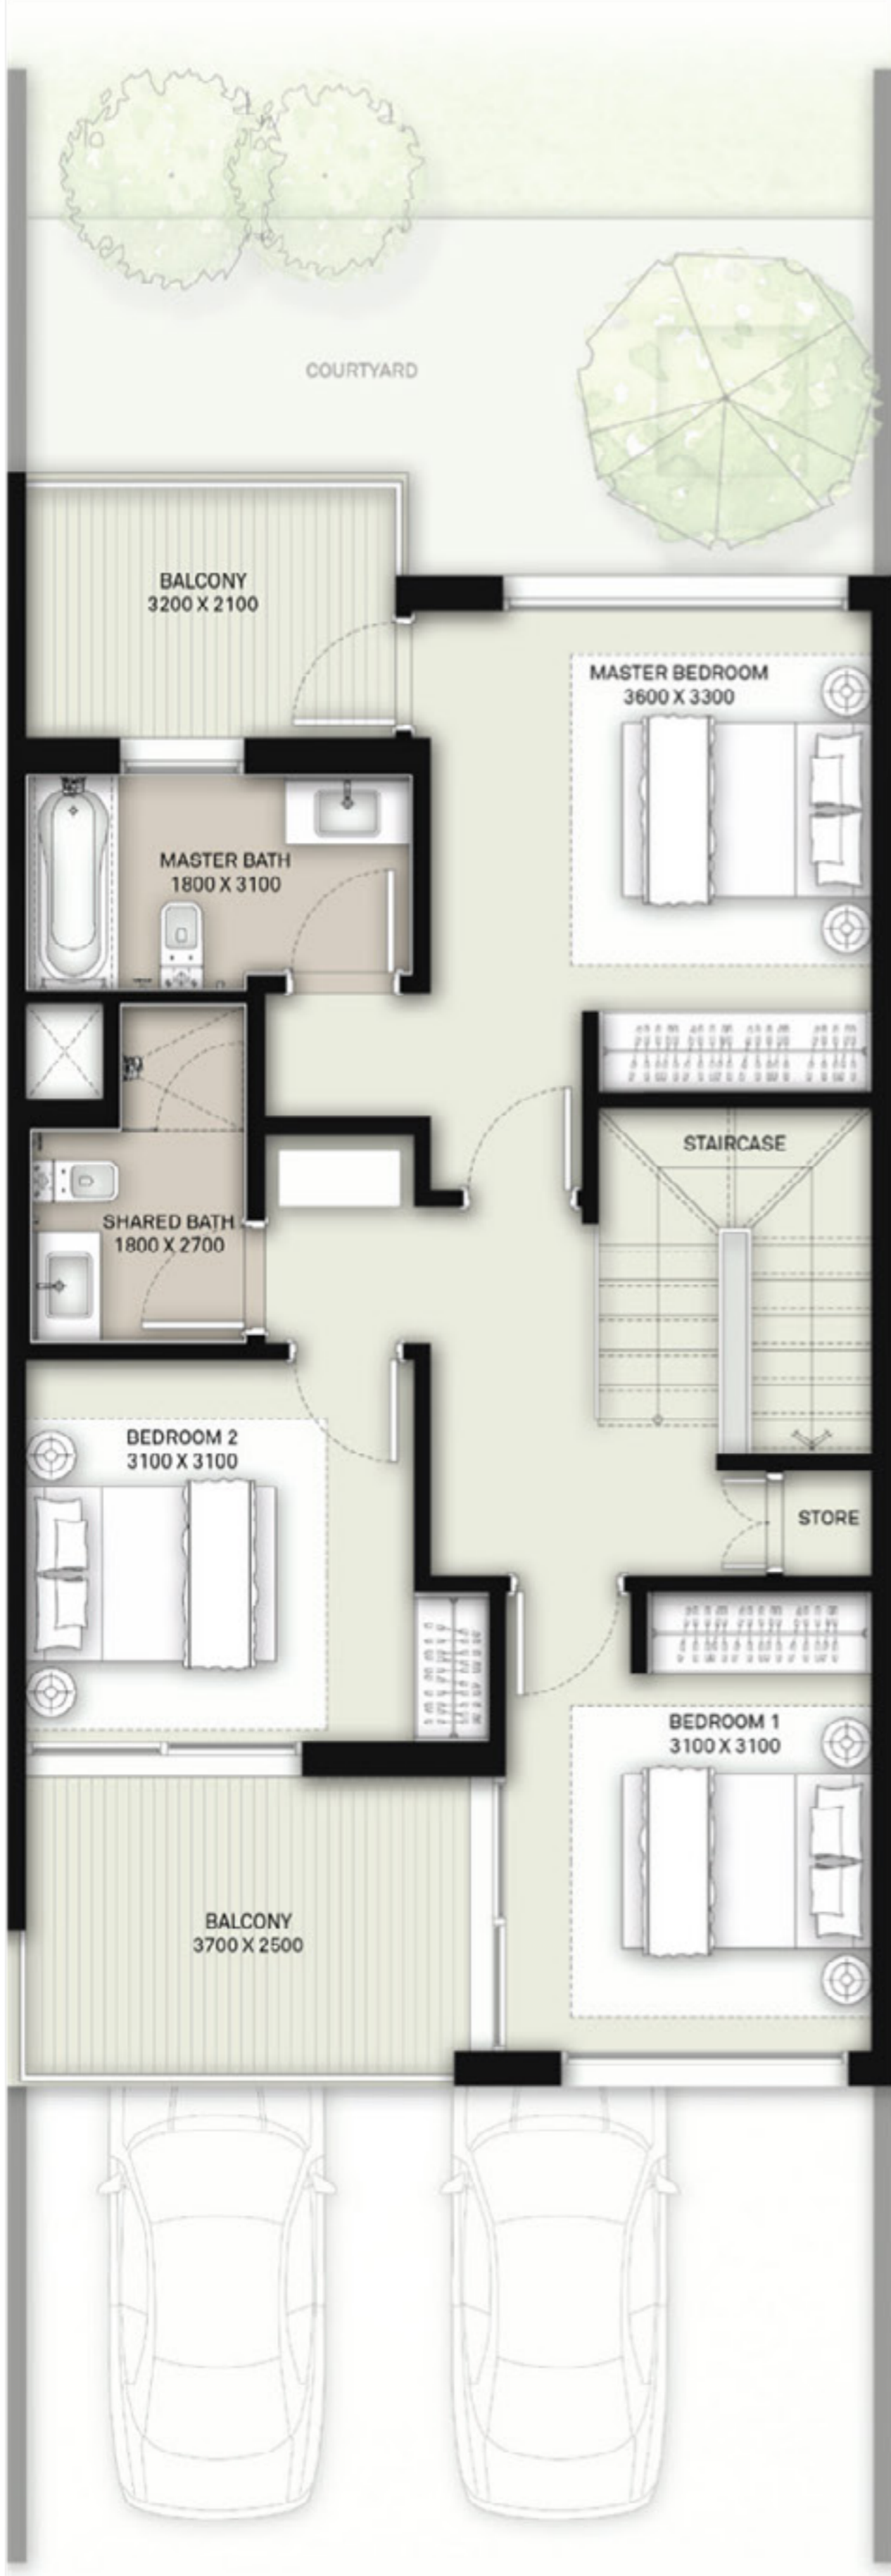 COURTYARD
BALCONY
3200 X 2100
MASTER BEDROOM
3600 X 3300
MASTER BATH
1800 X 3100
STAIRCASE
SHARED BATH
1800 X 2700
BEDROOM 2
3100 X 3100
STORE
BEDROOM 1
3100 X 3100
BALCONY
3700 X 2500